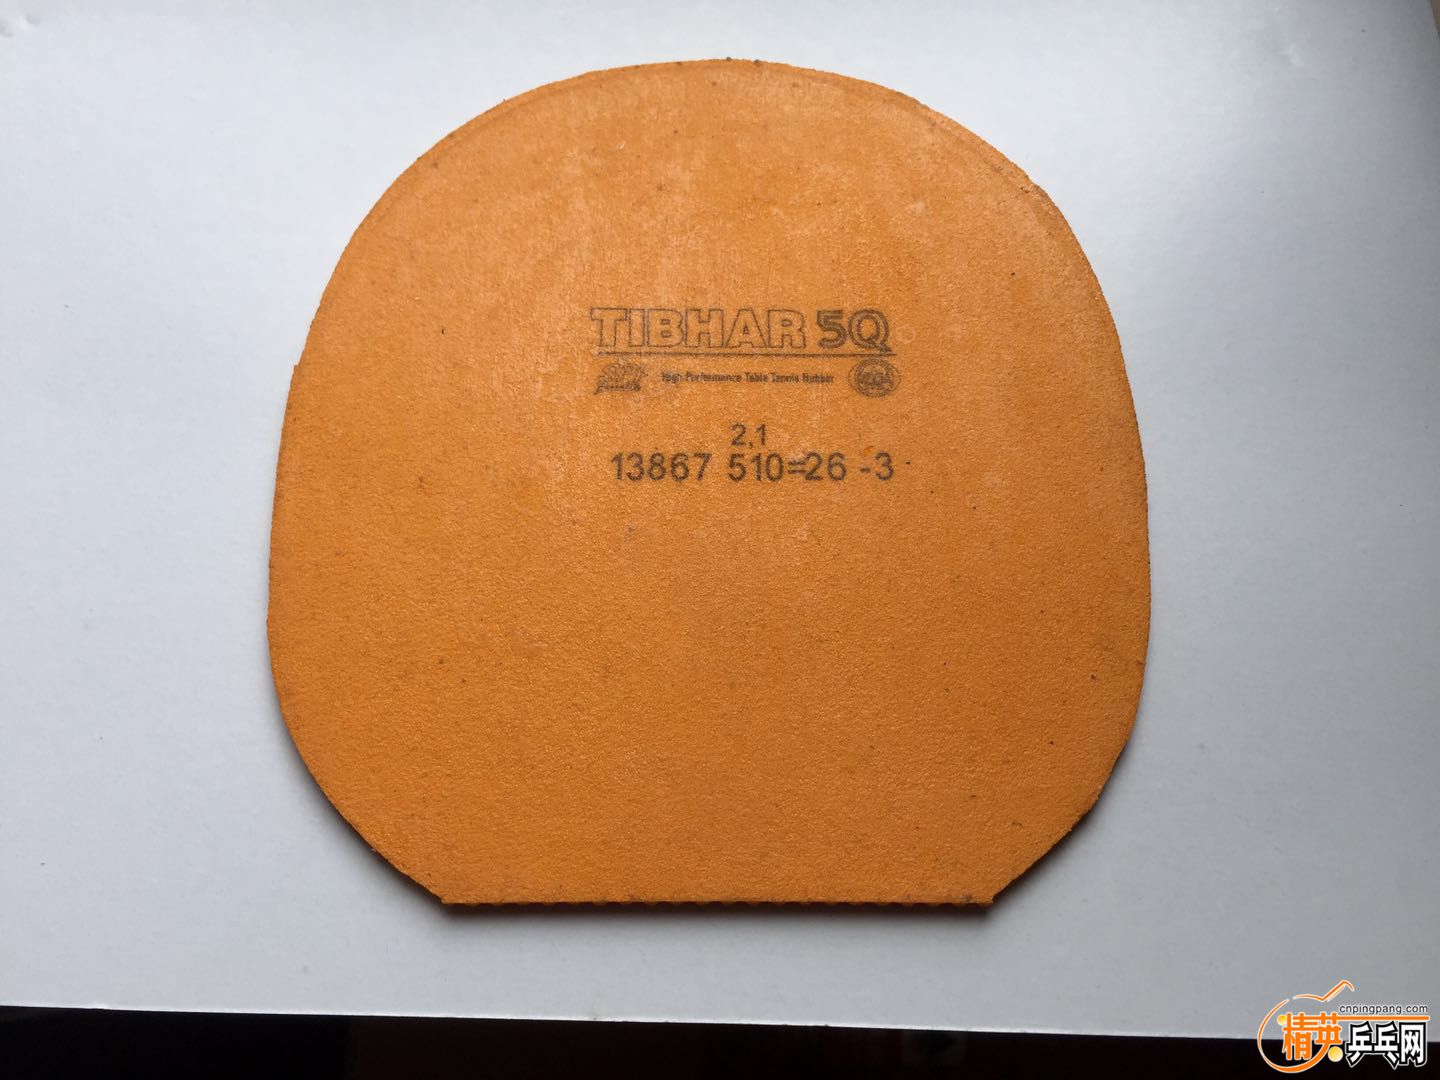 TIBHAR 5Q
High Performance Table Tennis Rubber
2,1
13867 510=26 -3
cnpingpang.com
精英乒乓网